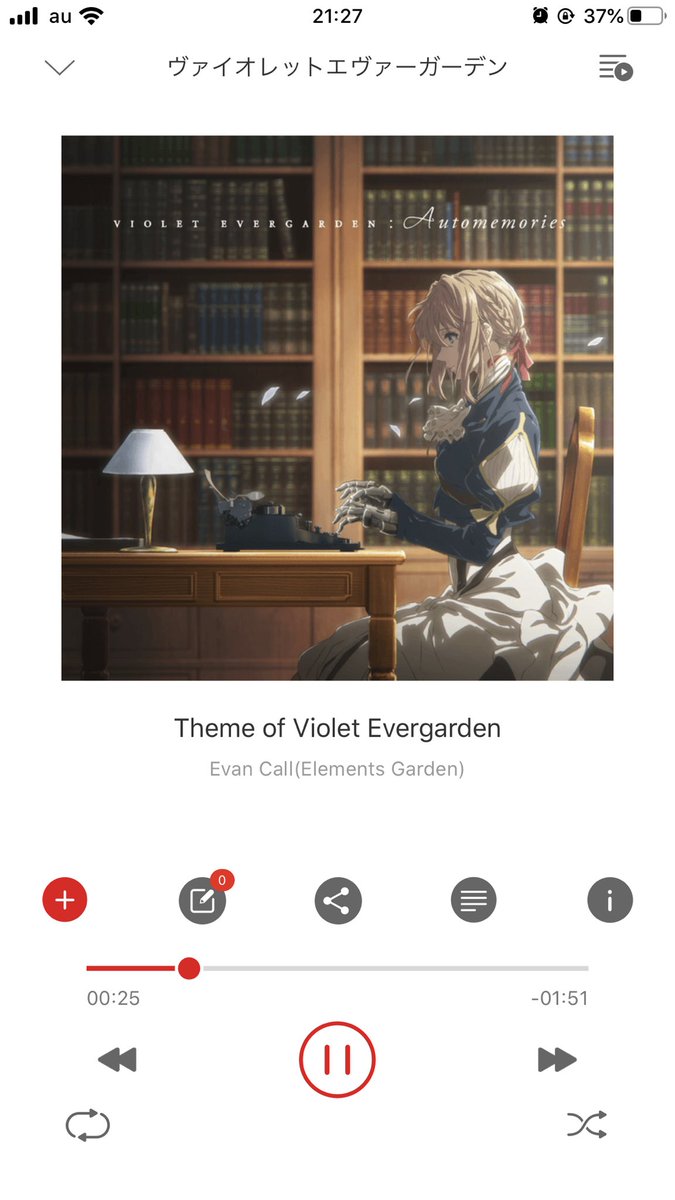 au 21:27 37%
ヴァイオレットエヴァーガーデン
VIOLET EVERGARDEN : Automemories
Theme of Violet Evergarden
Evan Call(Elements Garden)
0
00:25 -01:51